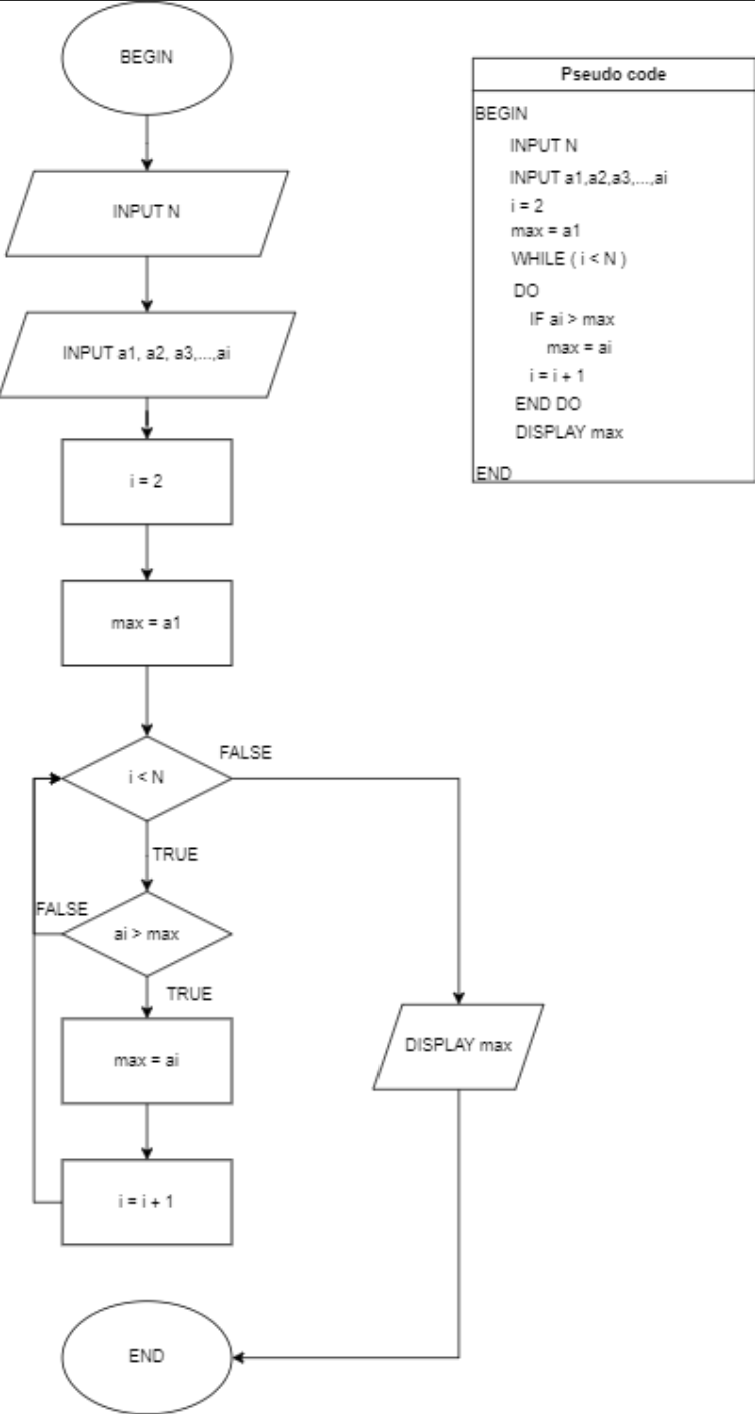 BEGIN
INPUT N
INPUT a1, a2, a3,...,ai
i = 2
max = a1
i < N
FALSE
TRUE
FALSE
ai > max
TRUE
max = ai
i = i + 1
DISPLAY max
END
Pseudo code
BEGIN
INPUT N
INPUT a1,a2,a3,...,ai
i = 2
max = a1
WHILE ( i < N )
DO
IF ai > max
max = ai
i = i + 1
END DO
DISPLAY max
END